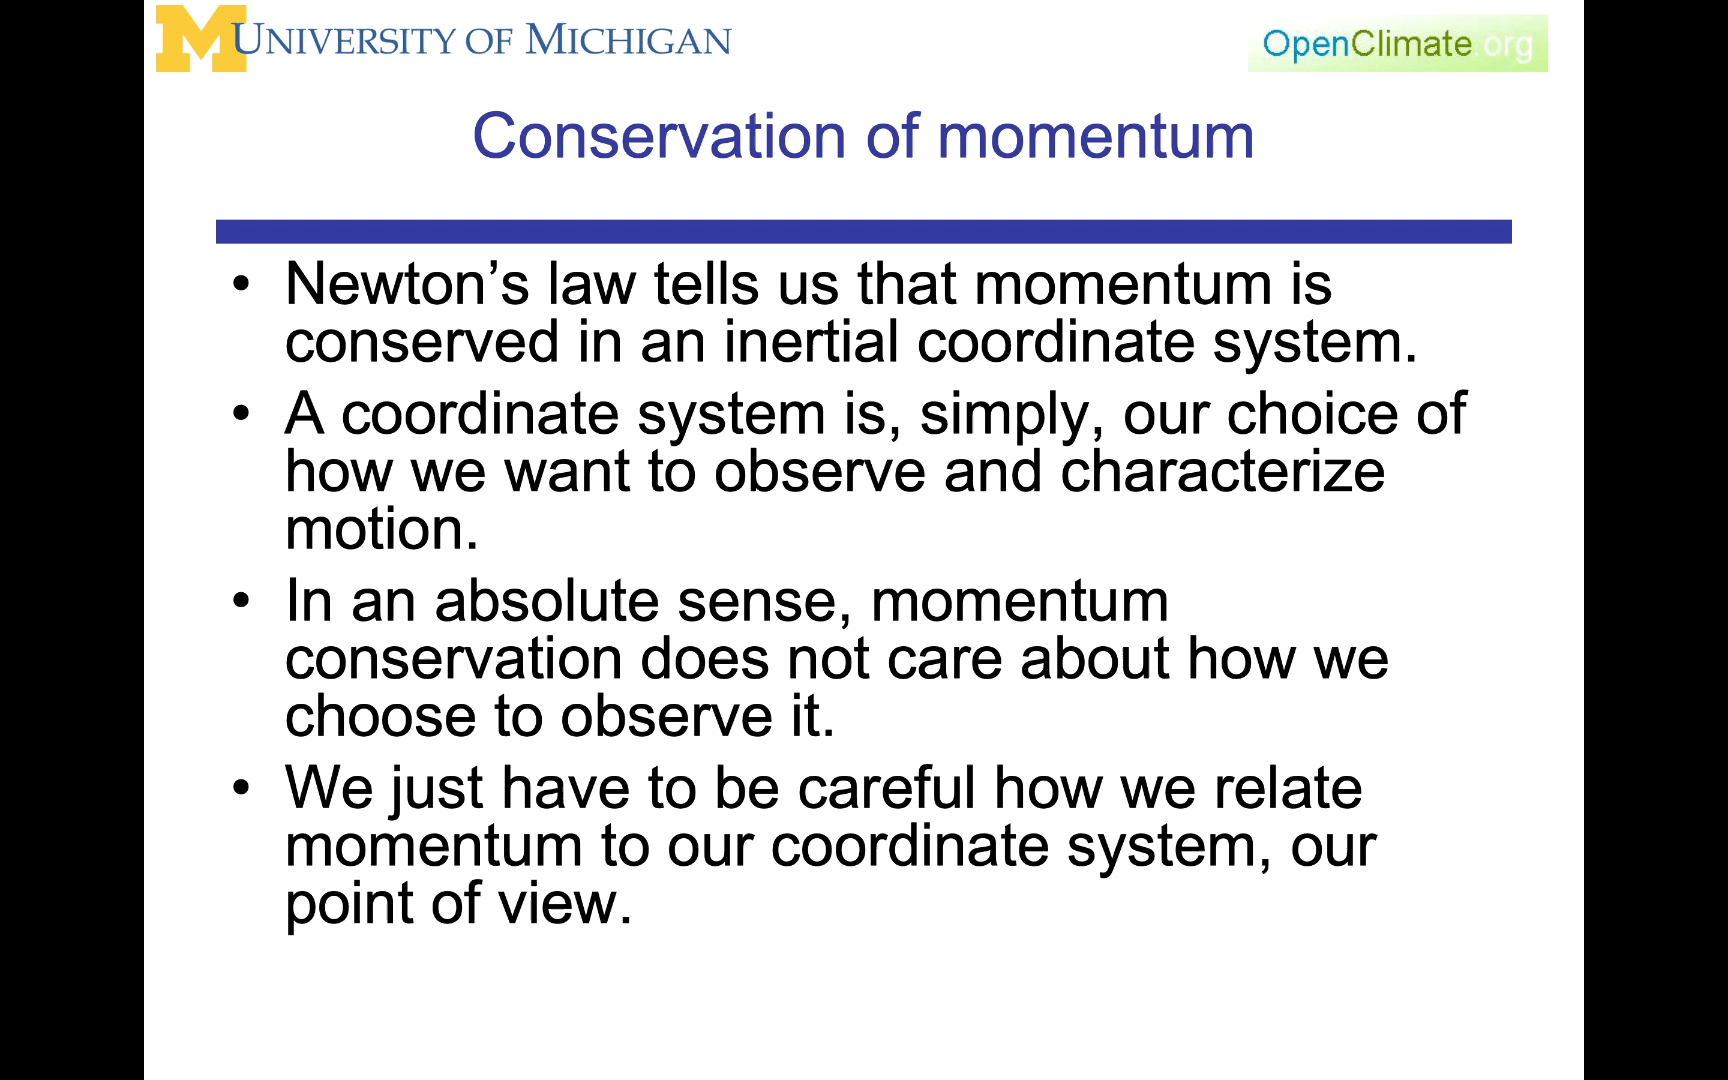 M UNIVERSITY OF MICHIGAN
OpenClimate.org
Conservation of momentum
• Newton’s law tells us that momentum is
conserved in an inertial coordinate system.
• A coordinate system is, simply, our choice of
how we want to observe and characterize
motion.
• In an absolute sense, momentum
conservation does not care about how we
choose to observe it.
• We just have to be careful how we relate
momentum to our coordinate system, our
point of view.